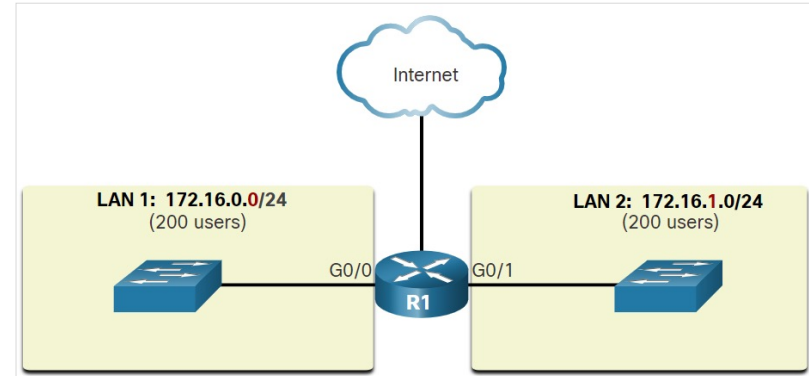 Internet
LAN 1: 172.16.0.0/24
(200 users)
LAN 2: 172.16.1.0/24
(200 users)
G0/0
G0/1
R1